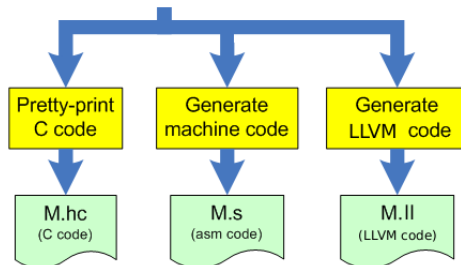 Pretty-print
C code
Generate
machine code
Generate
LLVM code
M.hc
(C code)
M.s
(asm code)
M.ll
(LLVM code)